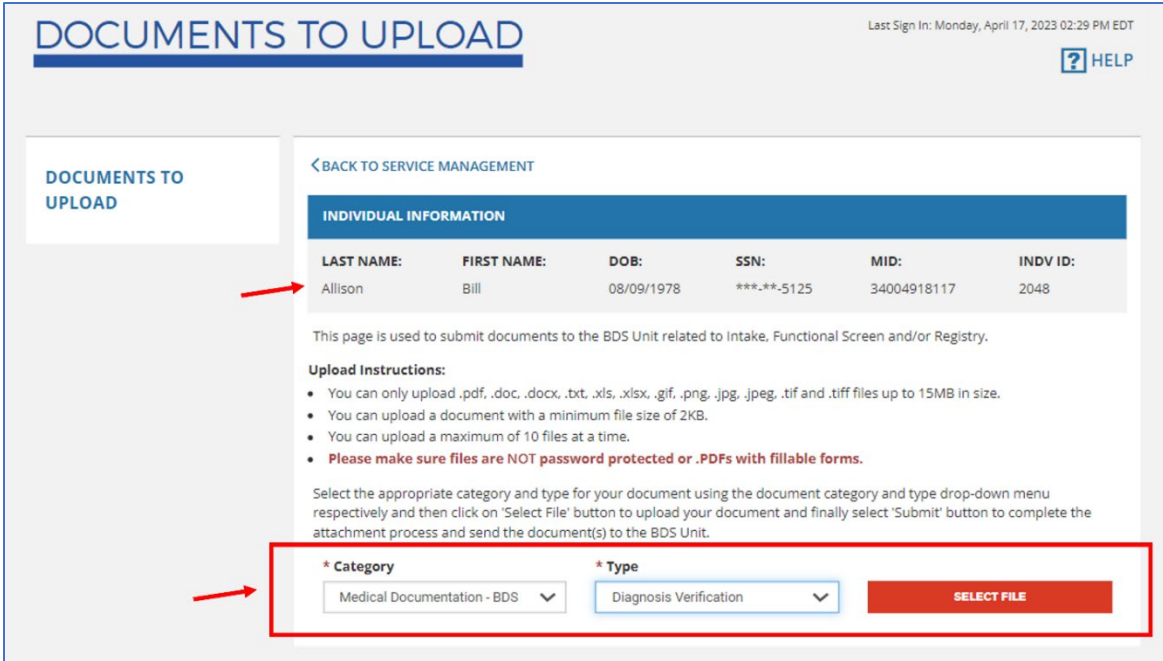 DOCUMENTS TO UPLOAD
Last Sign In: Monday, April 17, 2023 02:29 PM EDT
? HELP
DOCUMENTS TO
UPLOAD
BACK TO SERVICE MANAGEMENT
INDIVIDUAL INFORMATION
LAST NAME: FIRST NAME: DOB: SSN: MID: INDV ID:
Allison Bill 08/09/1978 ***-**-5125 34004918117 2048
This page is used to submit documents to the BDS Unit related to Intake, Functional Screen and/or Registry.
Upload Instructions:
• You can only upload .pdf, .doc, .docx, .txt, .xls, .xlsx, .gif, .png, .jpg, .jpeg, .tif and .tiff files up to 15MB in size.
• You can upload a document with a minimum file size of 2KB.
• You can upload a maximum of 10 files at a time.
• Please make sure files are NOT password protected or .PDFs with fillable forms.
Select the appropriate category and type for your document using the document category and type drop-down menu
respectively and then click on 'Select File' button to upload your document and finally select 'Submit' button to complete the
attachment process and send the document(s) to the BDS Unit.
* Category * Type
Medical Documentation - BDS Diagnosis Verification SELECT FILE